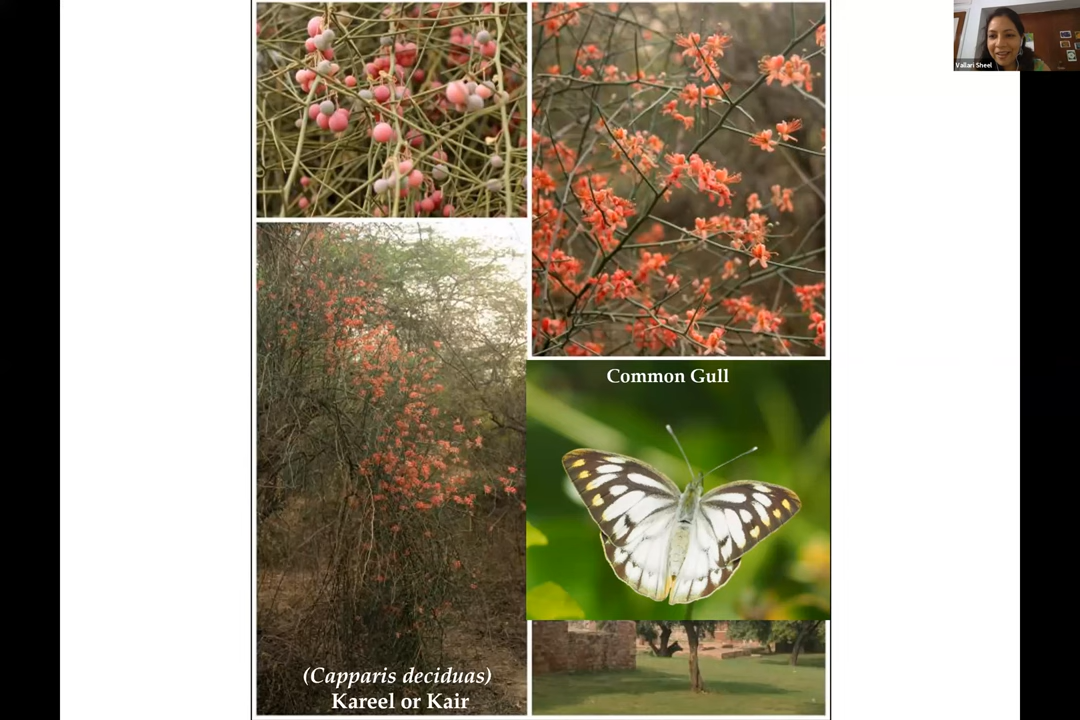 Vallari Sheel
Common Gull
(Capparis deciduas)
Kareel or Kair